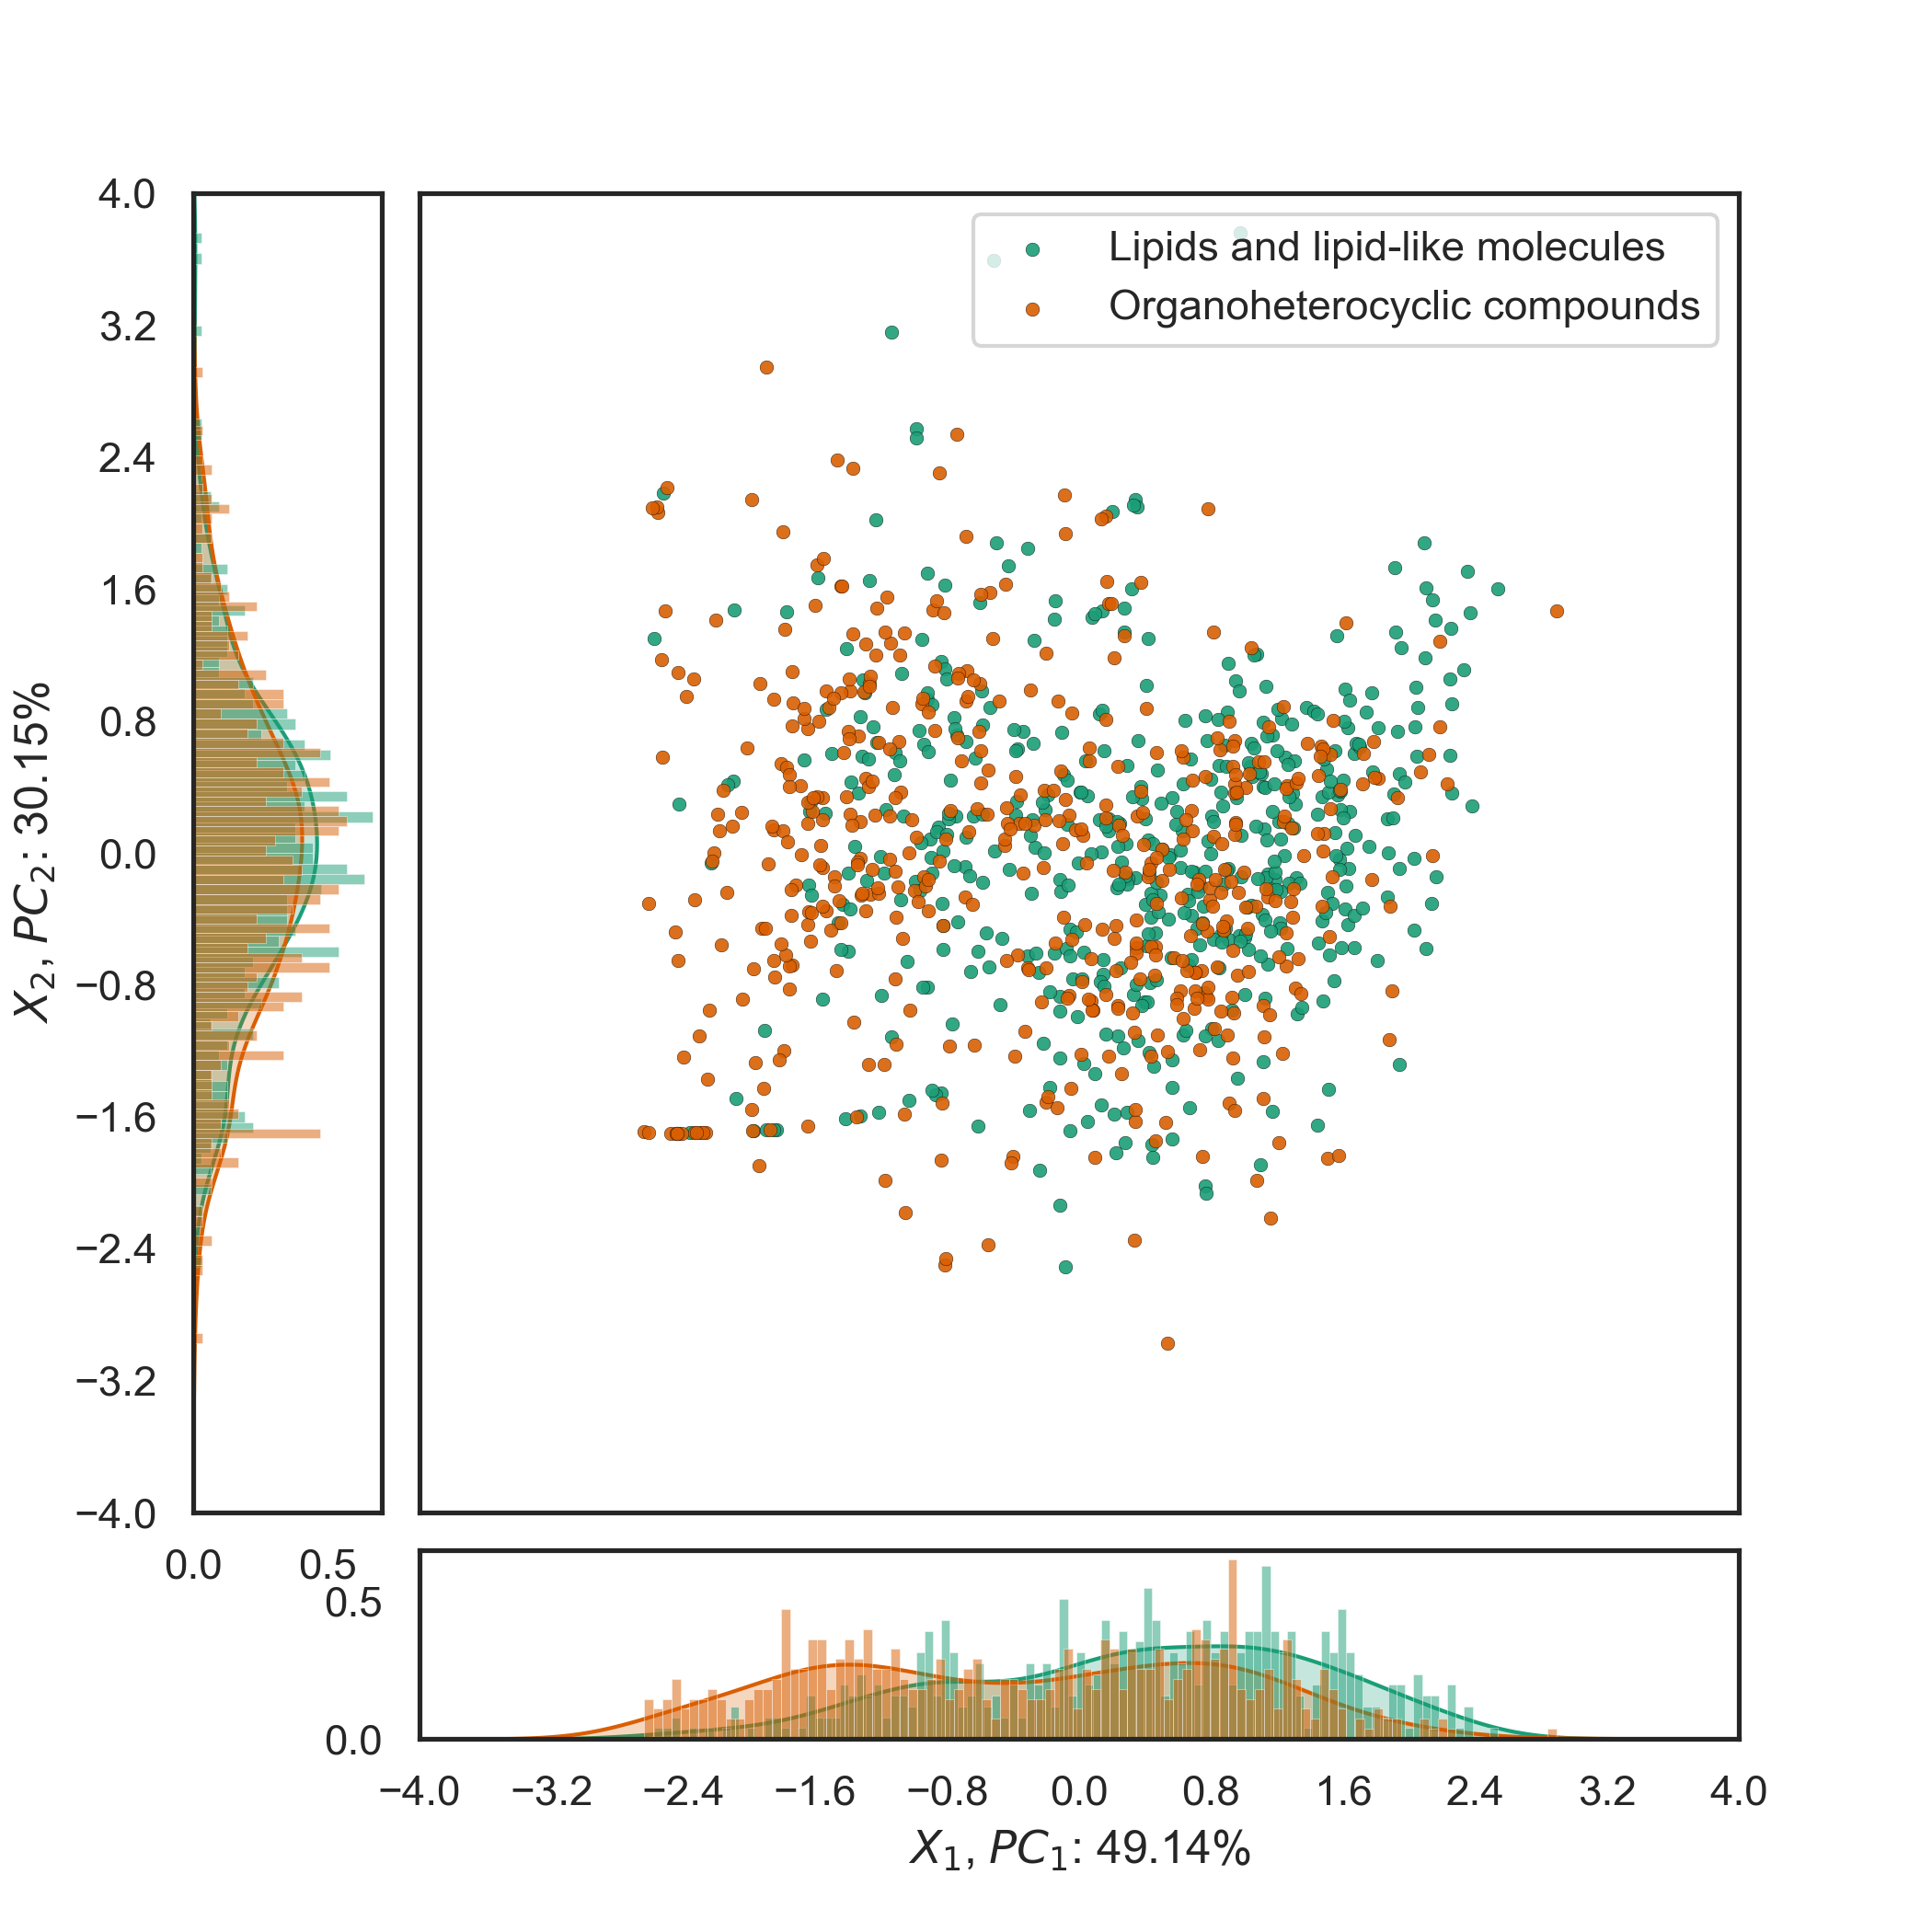 4.0
3.2
2.4
1.6
0.8
0.0
−0.8
−1.6
−2.4
−3.2
−4.0
X₂, PC₂: 30.15%
Lipids and lipid-like molecules
Organoheterocyclic compounds
0.0 0.5
0.5
0.0
−4.0 −3.2 −2.4 −1.6 −0.8 0.0 0.8 1.6 2.4 3.2 4.0
X₁, PC₁: 49.14%